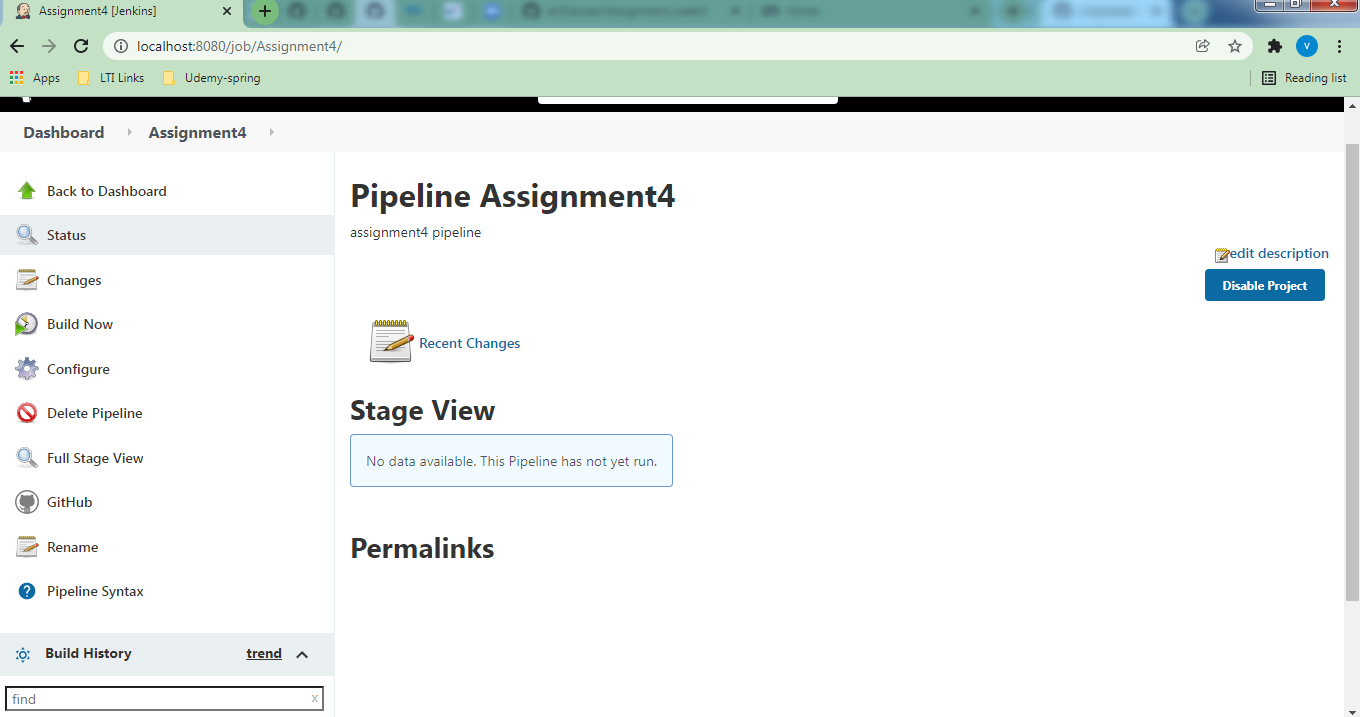 Assignment4 [Jenkins]
localhost:8080/job/Assignment4/
V
Apps
LTI Links
Udemy-spring
Reading list
Dashboard
Assignment4
Back to Dashboard
Status
Changes
Build Now
Configure
Delete Pipeline
Full Stage View
GitHub
Rename
Pipeline Syntax
Build History
trend
find
x
Pipeline Assignment4
assignment4 pipeline
edit description
Disable Project
Recent Changes
Stage View
No data available. This Pipeline has not yet run.
Permalinks